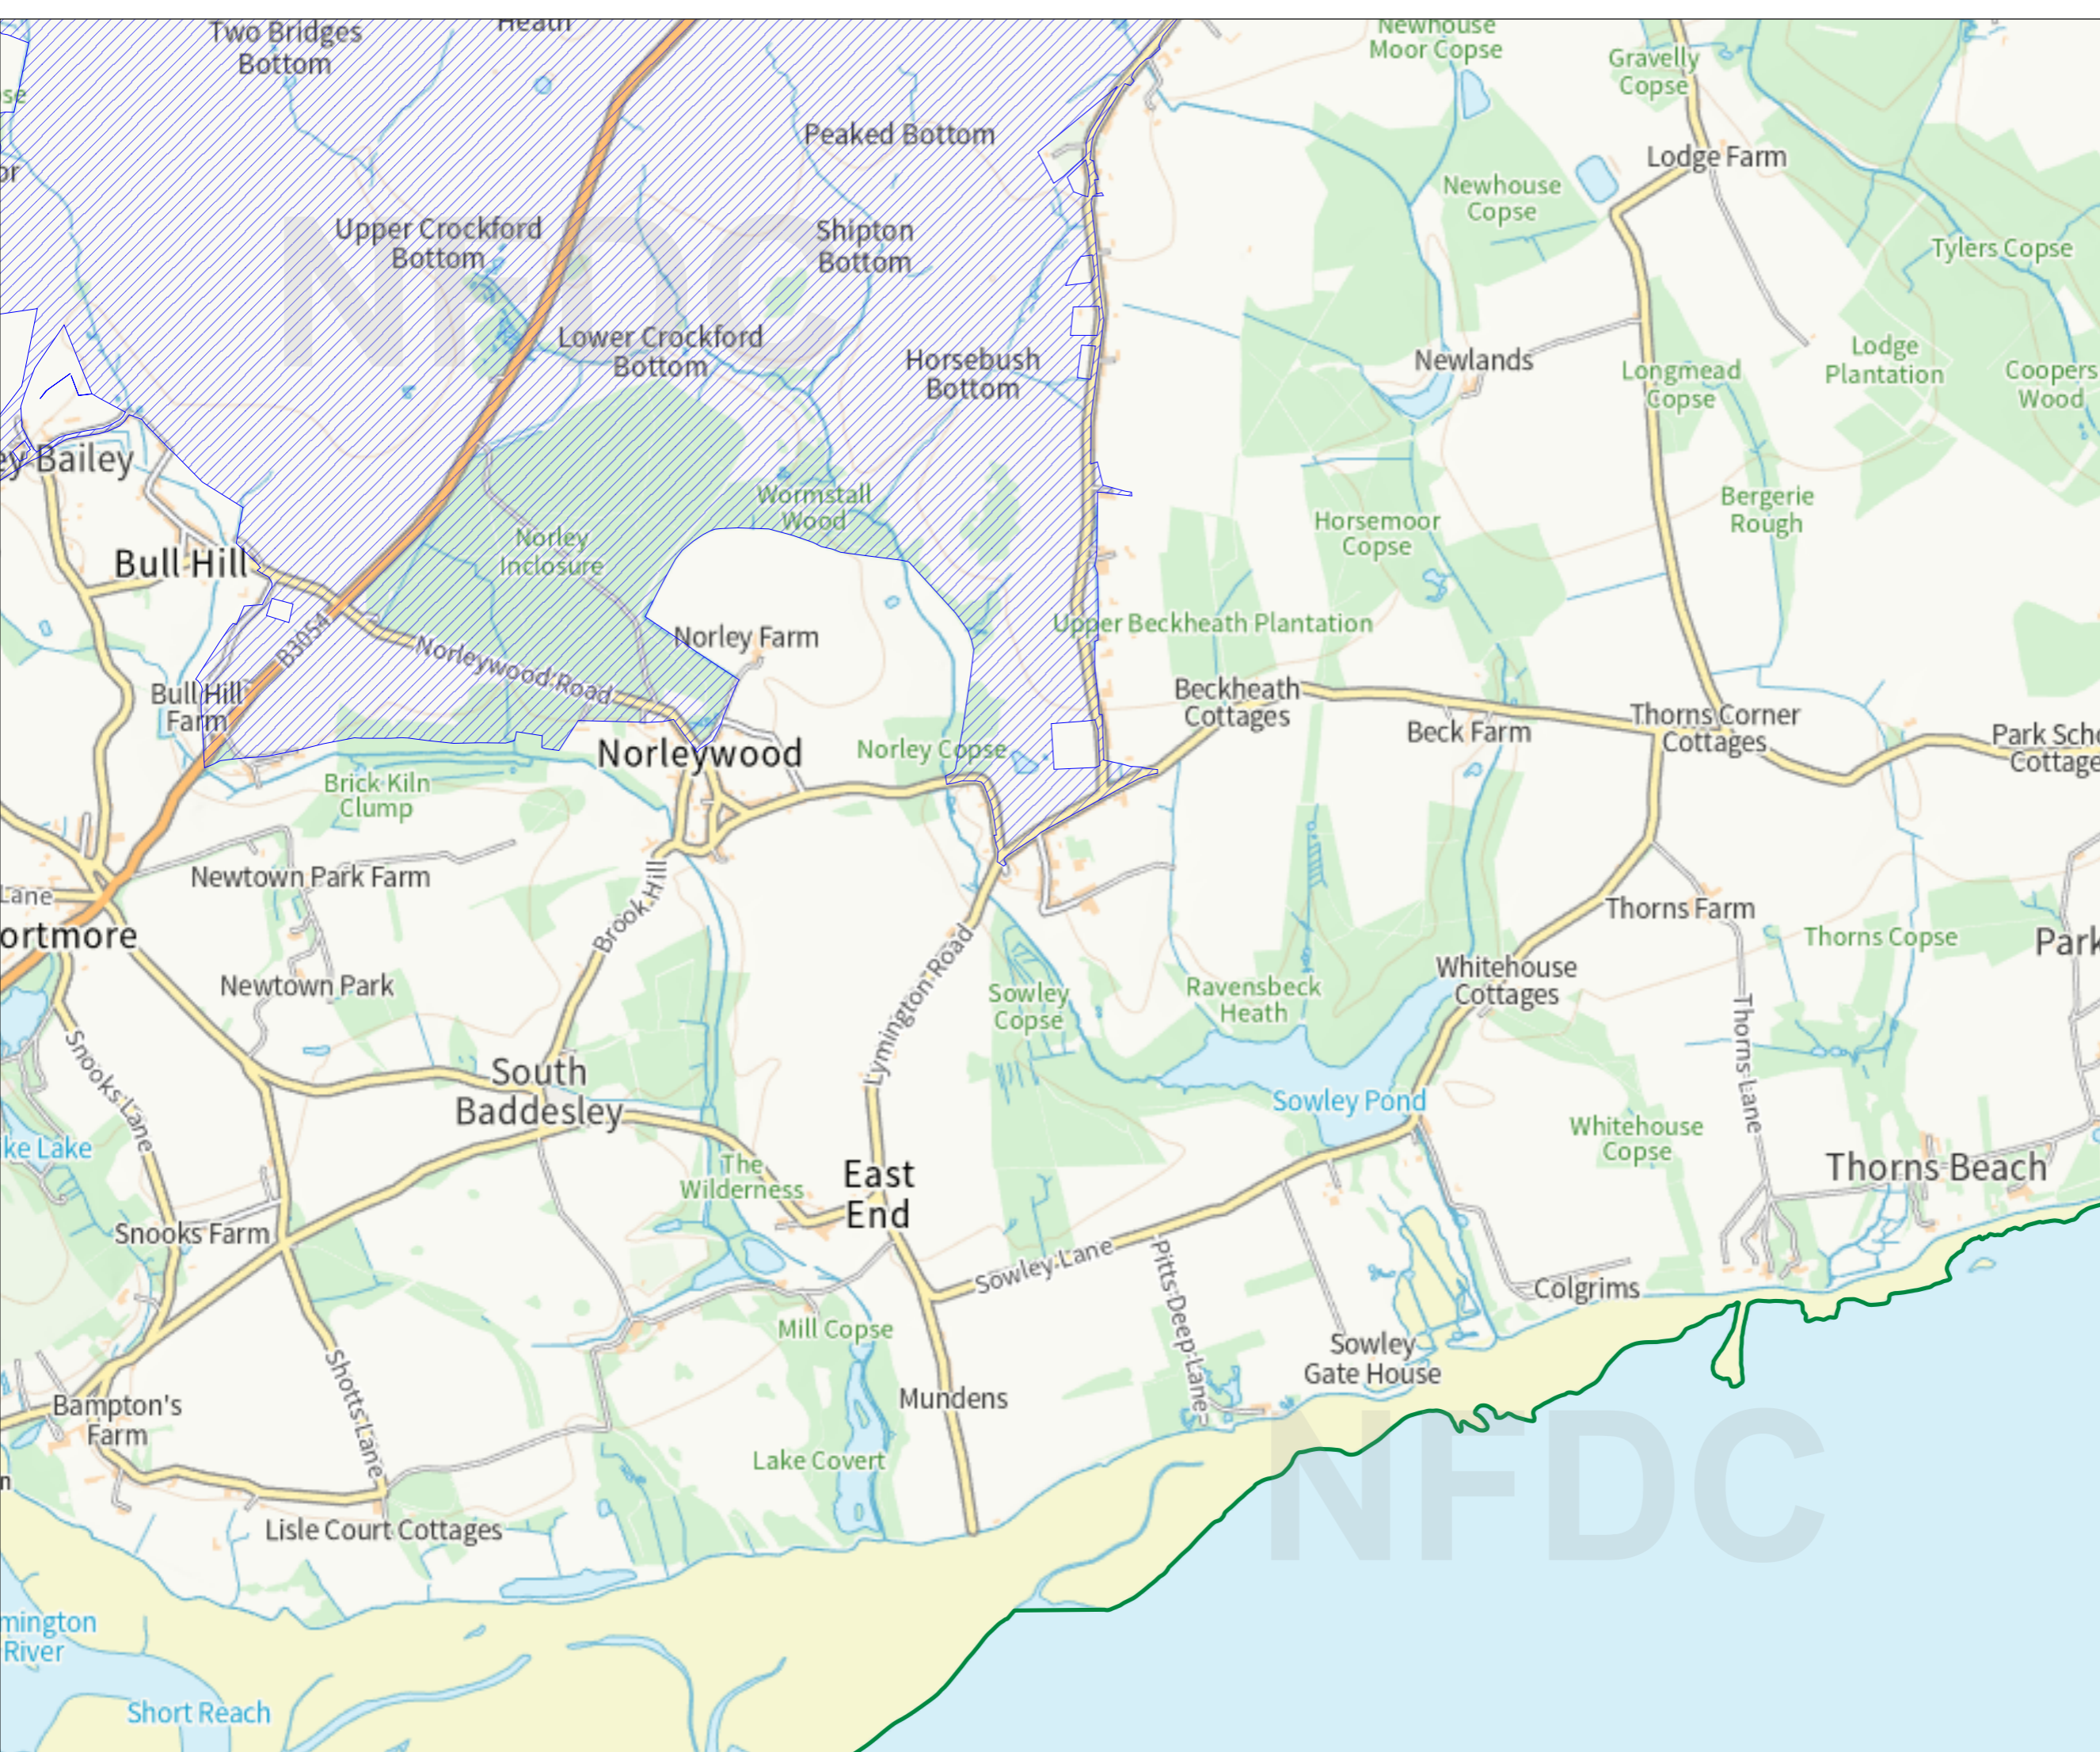 Two Bridges
Bottom
Heath
Newhouse
Moor Copse
Gravelly
Copse
Peaked Bottom
Lodge Farm
Newhouse
Copse
Upper Crockford
Bottom
Shipton
Bottom
Tylers Copse
NFDC
Lower Crockford
Bottom
Horsebush
Bottom
Newlands
Longmead
Copse
Lodge
Plantation
Coopers
Wood
ey Bailey
Wormstall
Wood
Bergerie
Rough
Norley
Inclosure
Horsemoor
Copse
Bull Hill
B3054
Norleywood Road
Norley Farm
Upper Beckheath Plantation
Bull Hill
Farm
Beckheath
Cottages
Beck Farm
Thorns Corner
Cottages
Park Scho
Cottage
Norleywood
Norley Copse
Brick Kiln
Clump
Newtown Park Farm
Lane
ortmore
Brook Hill
Thorns Farm
Thorns Copse
Park
Newtown Park
Lymington Road
Sowley
Copse
Ravensbeck
Heath
Whitehouse
Cottages
Thorns Lane
Snooks Lane
South
Baddesley
Sowley Pond
Whitehouse
Copse
ke Lake
The
Wilderness
East
End
Thorns Beach
Snooks Farm
Sowley Lane
Pitts Deep Lane
Colgrims
Mill Copse
Sowley
Gate House
Shotts Lane
Bampton's
Farm
Mundens
Lake Covert
NFDC
n
Lisle Court Cottages
mington
River
Short Reach